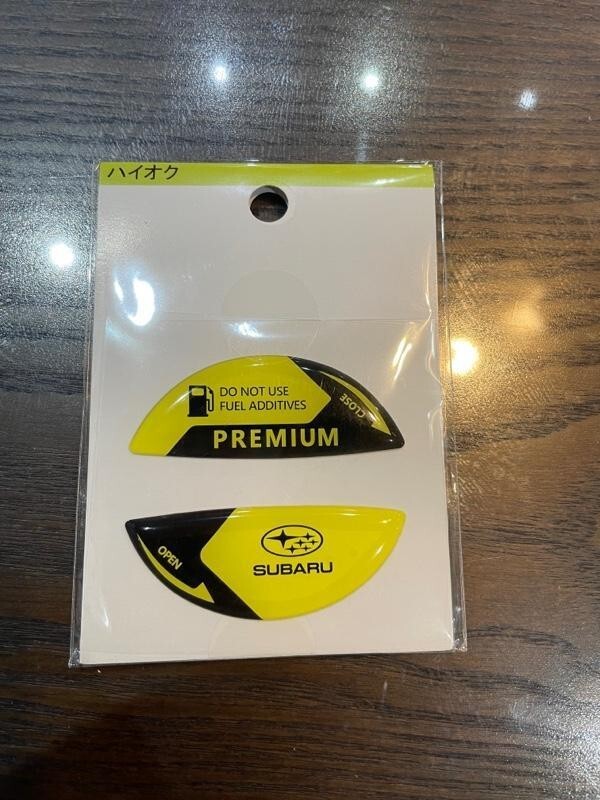 ハイオク
DO NOT USE
FUEL ADDITIVES
CLOSE
PREMIUM
OPEN
SUBARU